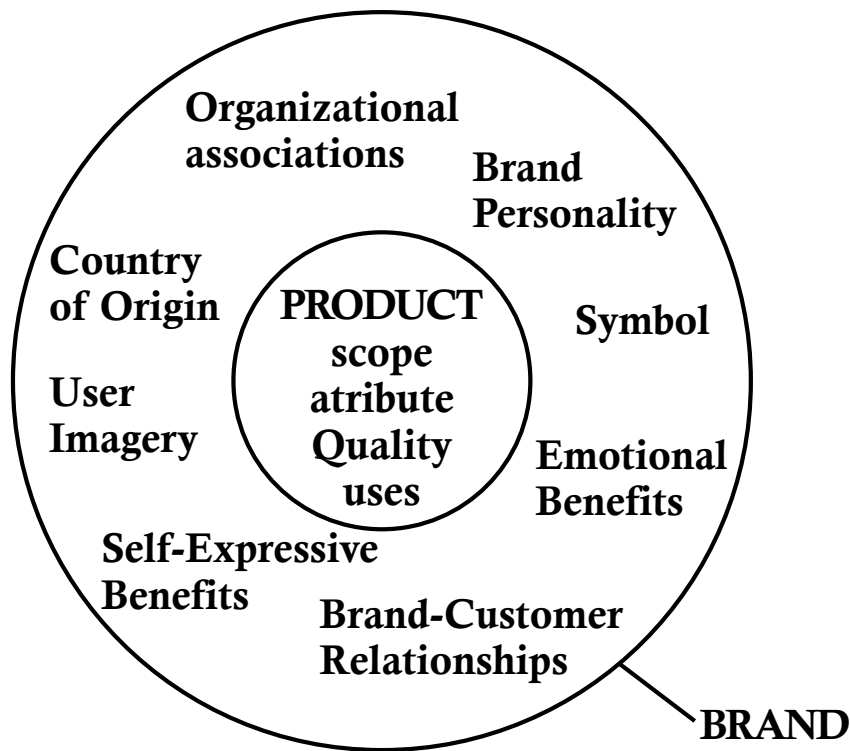 Organizational
associations
Brand
Personality
Country
of Origin
PRODUCT
scope
atribute
Quality
uses
Symbol
User
Imagery
Emotional
Benefits
Self-Expressive
Benefits
Brand-Customer
Relationships
BRAND